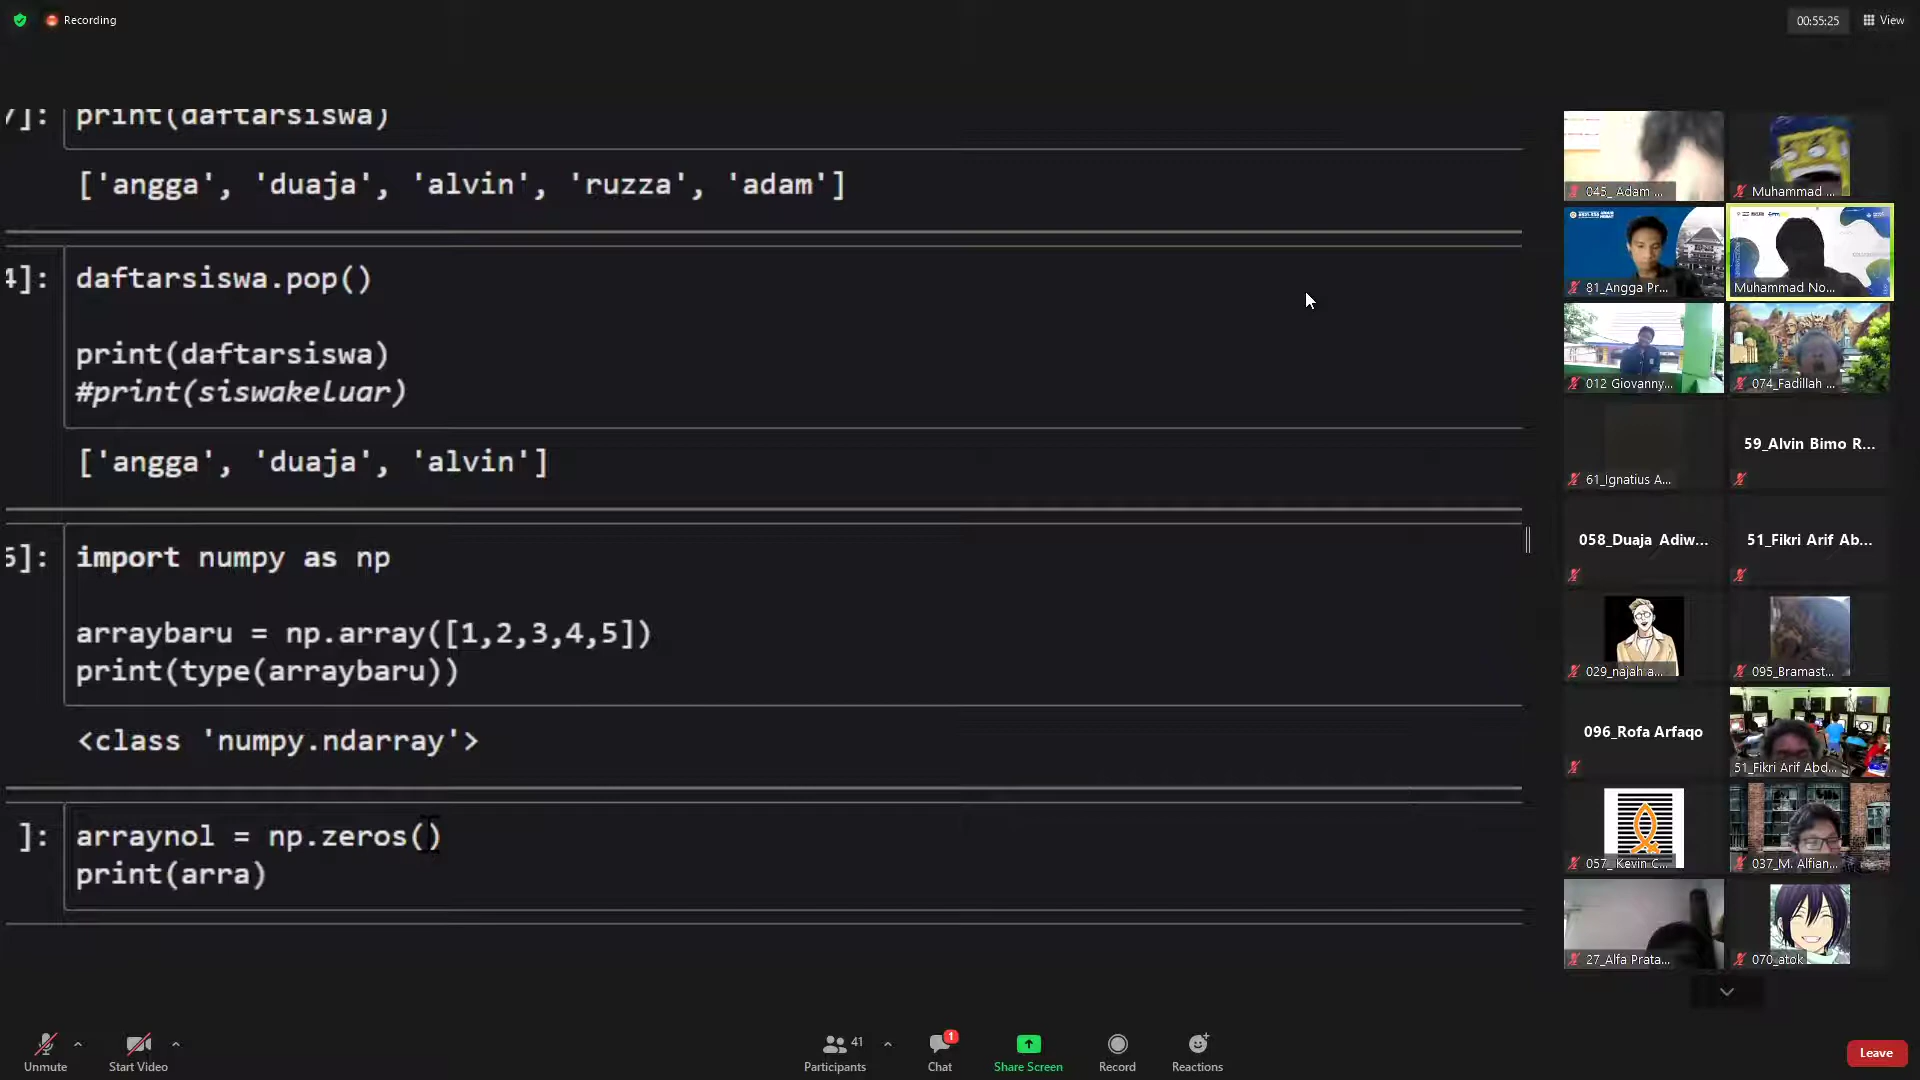 Recording
00:55:25
View
7]:
print(daftarsiswa)
['angga', 'duaja', 'alvin', 'ruzza', 'adam']
4]:
daftarsiswa.pop()
print(daftarsiswa)
#print(siswakeluar)
['angga', 'duaja', 'alvin']
5]:
import numpy as np
arraybaru = np.array([1,2,3,4,5])
print(type(arraybaru))
<class 'numpy.ndarray'>
]:
arraynol = np.zeros()
print(arra)
045_ Adam ...
Muhammad ...
81_Angga Pr...
Muhammad No...
012 Giovanny...
074_Fadillah ...
61_Ignatius A...
59_Alvin Bimo R...
058_Duaja Adiw...
51_Fikri Arif Ab...
029_najah a...
095_Bramast...
096_Rofa Arfaqo
51_Fikri Arif Abd...
057_ Kevin C...
037_M. Alfian...
27_Alfa Prata...
070_atok
Unmute
Start Video
41
Participants
1
Chat
Share Screen
Record
Reactions
Leave